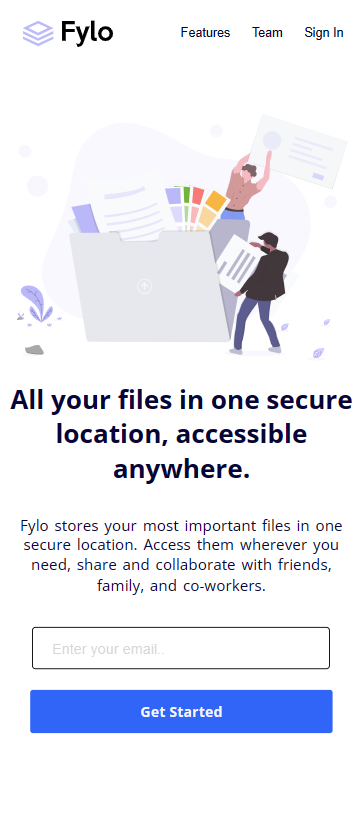 Fylo
Features Team Sign In
All your files in one secure
location, accessible
anywhere.
Fylo stores your most important files in one
secure location. Access them wherever you
need, share and collaborate with friends,
family, and co-workers.
Enter your email..
Get Started